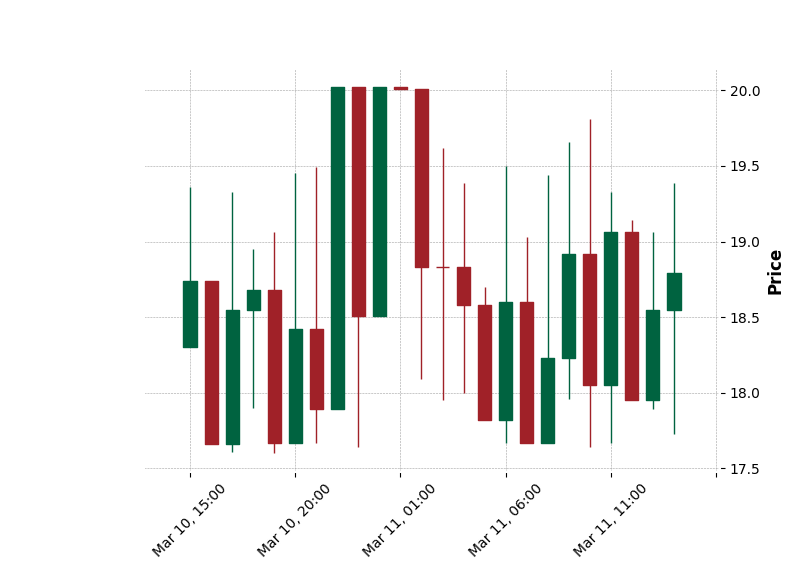 20.0
19.5
19.0
18.5
18.0
17.5
Price
Mar 10, 15:00
Mar 10, 20:00
Mar 11, 01:00
Mar 11, 06:00
Mar 11, 11:00